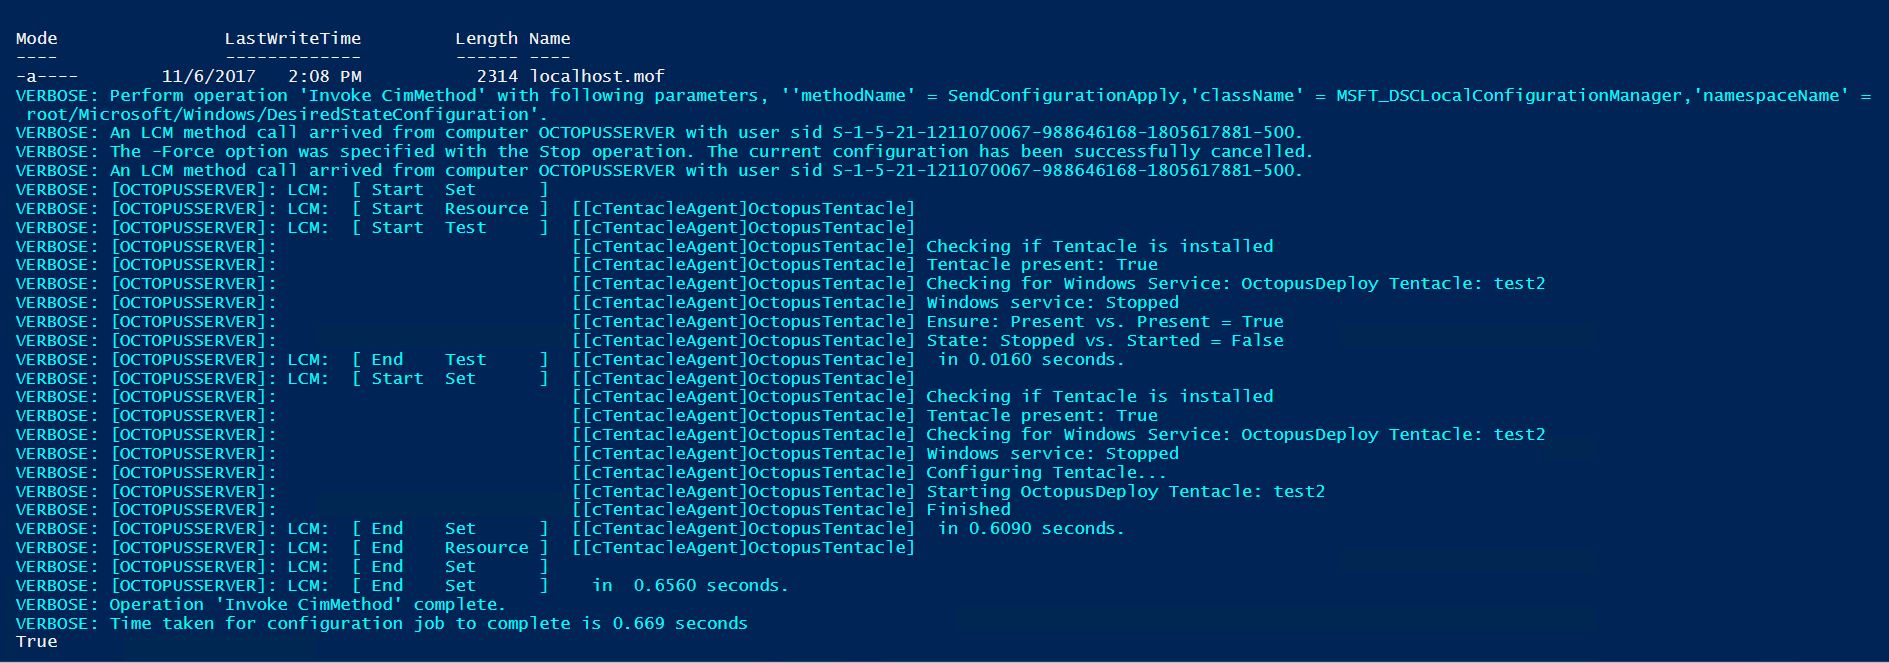 Mode                LastWriteTime         Length Name
----                -------------         ------ ----
-a----        11/6/2017   2:08 PM           2314 localhost.mof
VERBOSE: Perform operation 'Invoke CimMethod' with following parameters, ''methodName' = SendConfigurationApply,'className' = MSFT_DSCLocalConfigurationManager,'namespaceName' =
 root/Microsoft/Windows/DesiredStateConfiguration'.
VERBOSE: An LCM method call arrived from computer OCTOPUSSERVER with user sid S-1-5-21-1211070067-988646168-1805617881-500.
VERBOSE: The -Force option was specified with the Stop operation. The current configuration has been successfully cancelled.
VERBOSE: An LCM method call arrived from computer OCTOPUSSERVER with user sid S-1-5-21-1211070067-988646168-1805617881-500.
VERBOSE: [OCTOPUSSERVER]: LCM:  [ Start  Set      ]
VERBOSE: [OCTOPUSSERVER]: LCM:  [ Start  Resource ]  [[cTentacleAgent]OctopusTentacle]
VERBOSE: [OCTOPUSSERVER]: LCM:  [ Start  Test     ]  [[cTentacleAgent]OctopusTentacle]
VERBOSE: [OCTOPUSSERVER]:                            [[cTentacleAgent]OctopusTentacle] Checking if Tentacle is installed
VERBOSE: [OCTOPUSSERVER]:                            [[cTentacleAgent]OctopusTentacle] Tentacle present: True
VERBOSE: [OCTOPUSSERVER]:                            [[cTentacleAgent]OctopusTentacle] Checking for Windows Service: OctopusDeploy Tentacle: test2
VERBOSE: [OCTOPUSSERVER]:                            [[cTentacleAgent]OctopusTentacle] Windows service: Stopped
VERBOSE: [OCTOPUSSERVER]:                            [[cTentacleAgent]OctopusTentacle] Ensure: Present vs. Present = True
VERBOSE: [OCTOPUSSERVER]:                            [[cTentacleAgent]OctopusTentacle] State: Stopped vs. Started = False
VERBOSE: [OCTOPUSSERVER]: LCM:  [ End    Test     ]  [[cTentacleAgent]OctopusTentacle]  in 0.0160 seconds.
VERBOSE: [OCTOPUSSERVER]: LCM:  [ Start  Set      ]  [[cTentacleAgent]OctopusTentacle]
VERBOSE: [OCTOPUSSERVER]:                            [[cTentacleAgent]OctopusTentacle] Checking if Tentacle is installed
VERBOSE: [OCTOPUSSERVER]:                            [[cTentacleAgent]OctopusTentacle] Tentacle present: True
VERBOSE: [OCTOPUSSERVER]:                            [[cTentacleAgent]OctopusTentacle] Checking for Windows Service: OctopusDeploy Tentacle: test2
VERBOSE: [OCTOPUSSERVER]:                            [[cTentacleAgent]OctopusTentacle] Windows service: Stopped
VERBOSE: [OCTOPUSSERVER]:                            [[cTentacleAgent]OctopusTentacle] Configuring Tentacle...
VERBOSE: [OCTOPUSSERVER]:                            [[cTentacleAgent]OctopusTentacle] Starting OctopusDeploy Tentacle: test2
VERBOSE: [OCTOPUSSERVER]:                            [[cTentacleAgent]OctopusTentacle] Finished
VERBOSE: [OCTOPUSSERVER]: LCM:  [ End    Set      ]  [[cTentacleAgent]OctopusTentacle]  in 0.6090 seconds.
VERBOSE: [OCTOPUSSERVER]: LCM:  [ End    Resource ]  [[cTentacleAgent]OctopusTentacle]
VERBOSE: [OCTOPUSSERVER]: LCM:  [ End    Set      ]
VERBOSE: [OCTOPUSSERVER]: LCM:  [ End    Set      ]    in  0.6560 seconds.
VERBOSE: Operation 'Invoke CimMethod' complete.
VERBOSE: Time taken for configuration job to complete is 0.669 seconds
True